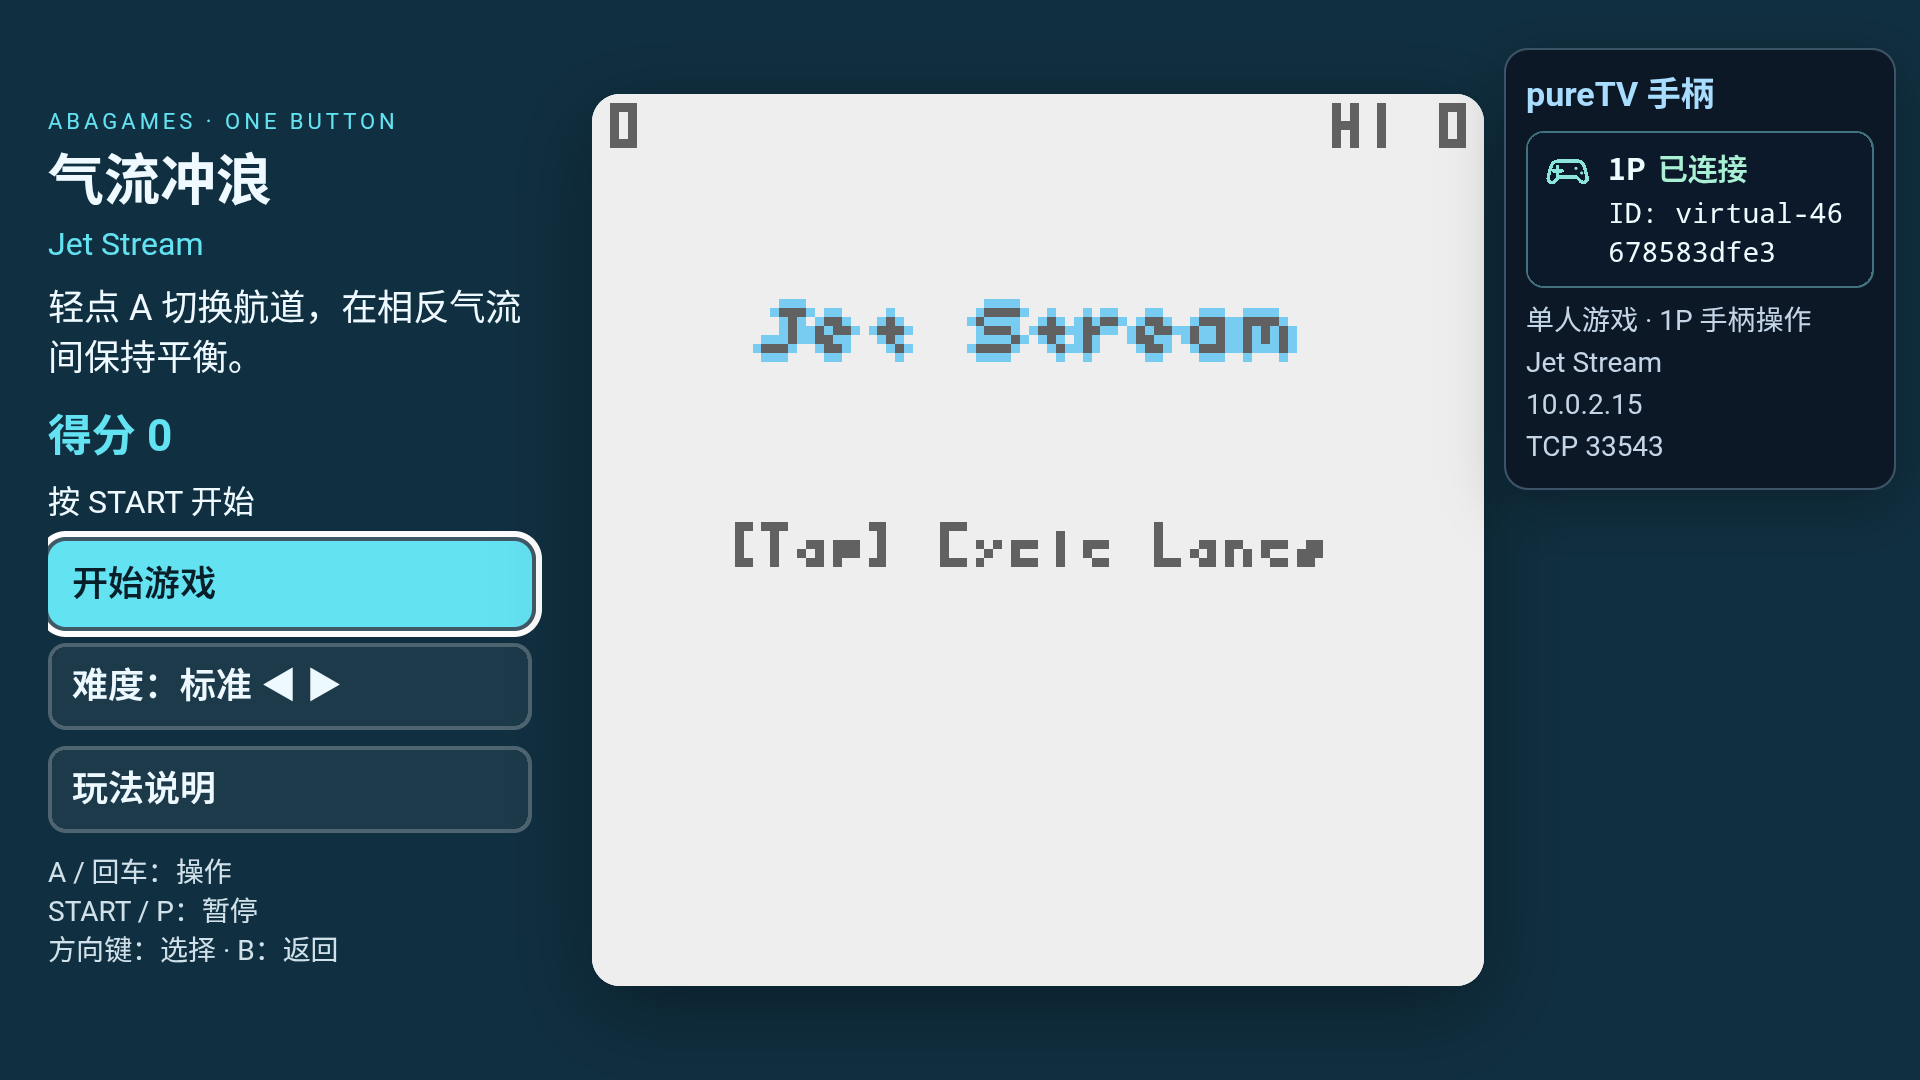 ABAGAMES · ONE BUTTON
气流冲浪
Jet Stream
轻点 A 切换航道，在相反气流
间保持平衡。
得分 0
按 START 开始
开始游戏
难度：标准 ◀ ▶
玩法说明
A / 回车：操作
START / P：暂停
方向键：选择 · B：返回
0
HI 0
Jet Stream
[Tap] Cycle Lanes
pureTV 手柄
1P 已连接
ID: virtual-46
678583dfe3
单人游戏 · 1P 手柄操作
Jet Stream
10.0.2.15
TCP 33543